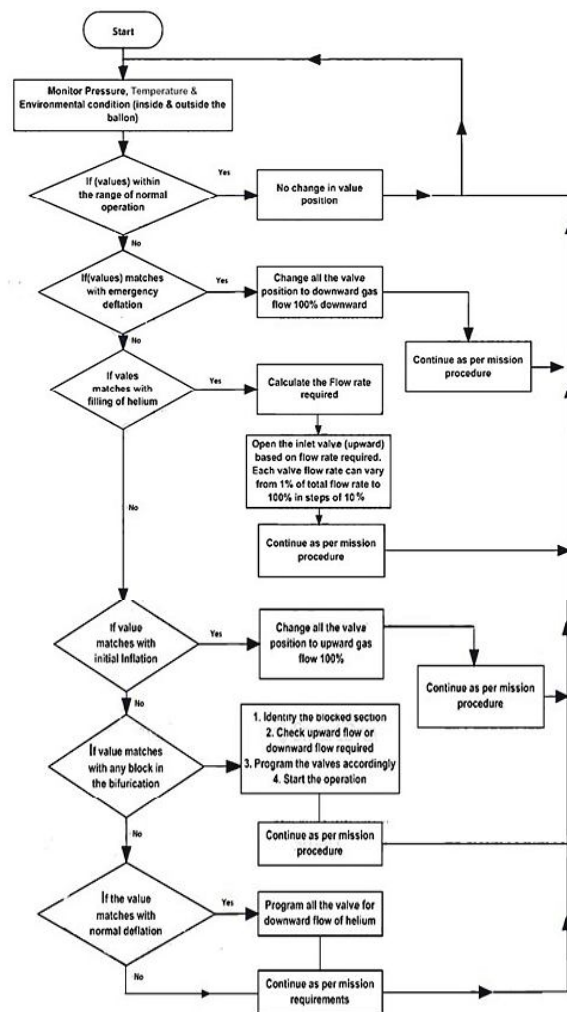 Start
Monitor Pressure, Temperature &
Environmental condition (inside & outside the
ballon)
If (values) within
the range of normal
operation
Yes
No change in value
position
No
If(values) matches
with emergency
deflation
Yes
Change all the valve
position to downward gas
flow 100% downward
Continue as per mission
procedure
No
If vales
matches with
filling of helium
Yes
Calculate the Flow rate
required
Open the inlet valve (upward)
based on flow rate required.
Each valve flow rate can vary
from 1% of total flow rate to
100% in steps of 10%
No
Continue as per mission
procedure
If value
matches with
initial Inflation
Yes
Change all the valve
position to upward gas
flow 100%
Continue as per mission
procedure
No
If value matches
with any block in
the bifurication
1. Identify the blocked section
2. Check upward flow or
downward flow required
3. Program the valves accordingly
4. Start the operation
Continue as per mission
procedure
No
If the value
matches with
normal deflation
Yes
Program all the valve for
downward flow of helium
No
Continue as per mission
requirements